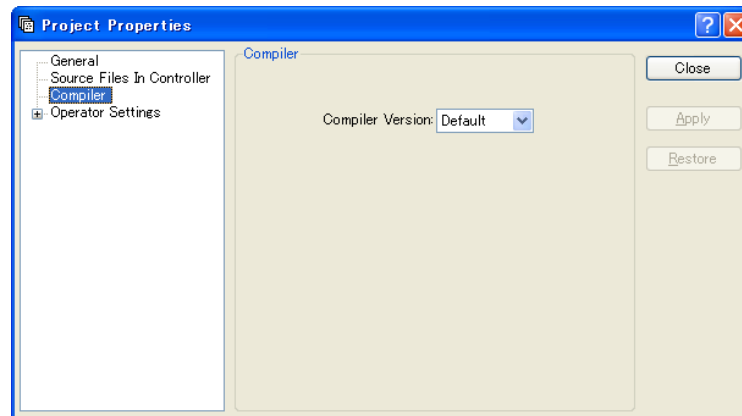 Project Properties
General
Source Files In Controller
Compiler
Operator Settings
Compiler
Compiler Version: Default
Close
Apply
Restore